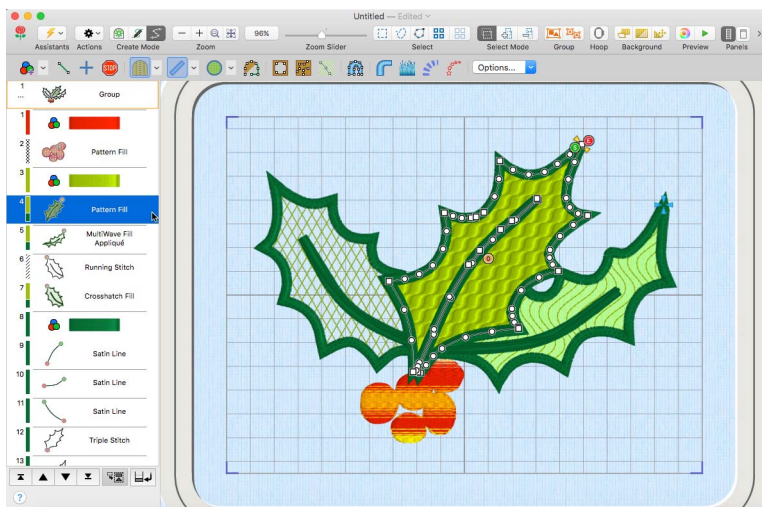 Untitled — Edited
96%
Assistants Actions Create Mode Zoom Zoom Slider Select Select Mode Group Hoop Background Preview Panels
STOP
Options...
1
...
Group
1
2
Pattern Fill
3
4
Pattern Fill
5
MultiWave Fill
Appliqué
6
Running Stitch
7
Crosshatch Fill
8
9
Satin Line
10
Satin Line
11
Satin Line
12
Triple Stitch
13
?